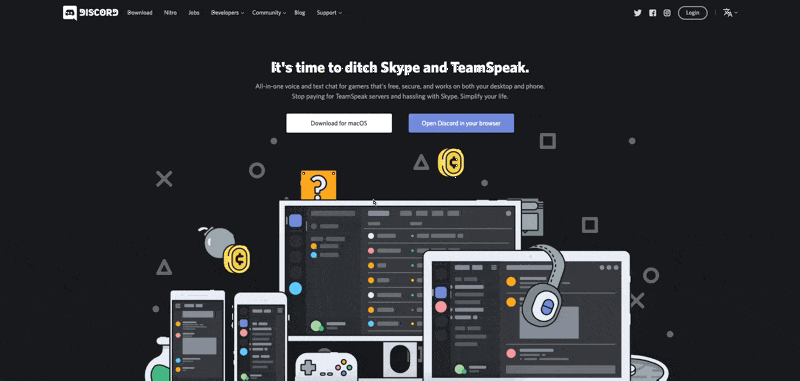 DISCORD
Download Nitro Jobs Developers Community Blog Support
Login
It's time to ditch Skype and TeamSpeak.
All-in-one voice and text chat for gamers that's free, secure, and works on both your desktop and phone.
Stop paying for TeamSpeak servers and hassling with Skype. Simplify your life.
Download for macOS Open Discord in your browser
?